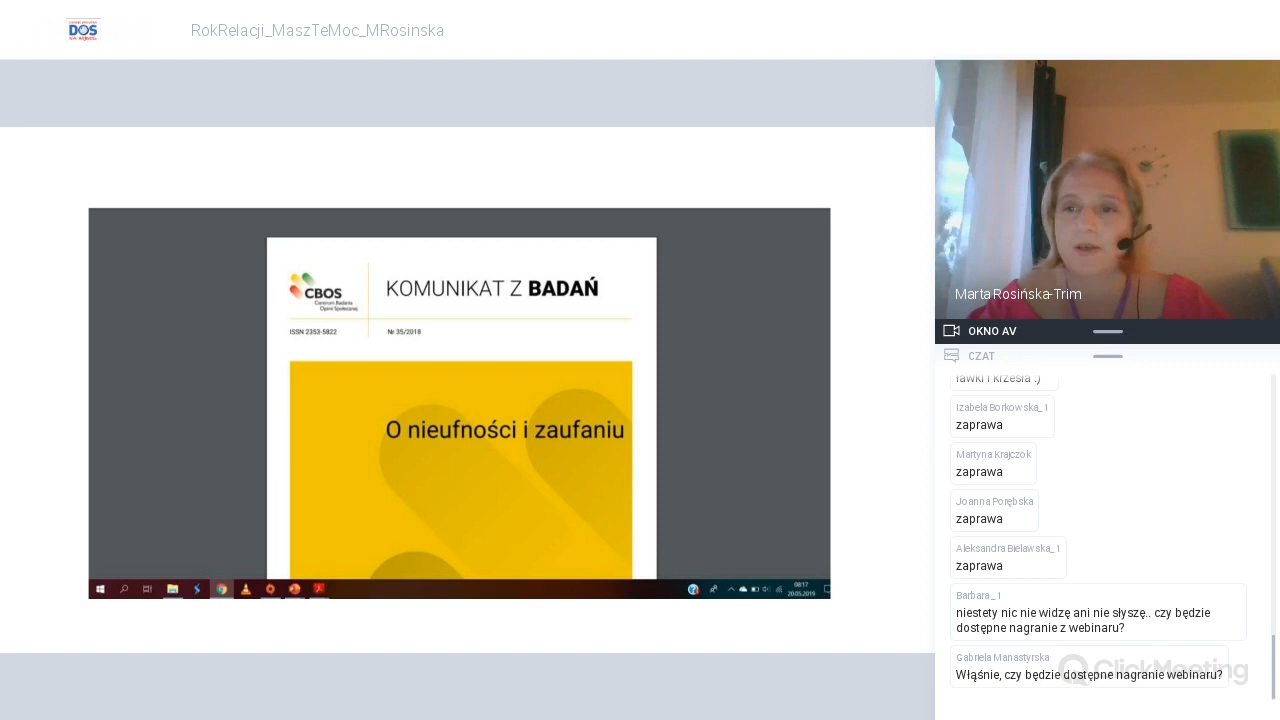 DOS
RokRelacji_MaszTeMoc_MRosinska
CBOS
Centrum Badania
Opinii Społecznej
KOMUNIKAT Z BADAŃ
ISSN 2353-5822
Nr 35/2018
O nieufności i zaufaniu
08:17
20.05.2019
Marta Rosińska-Trim
OKNO AV
CZAT
ławki i krzesła :)
Izabela Borkowska_1
zaprawa
Martyna Krajczok
zaprawa
Joanna Porębska
zaprawa
Aleksandra Bielawska_1
zaprawa
Barbara_1
niestety nic nie widzę ani nie słyszę.. czy będzie
dostępne nagranie z webinaru?
Gabriela Manastyrska
Włąśnie, czy będzie dostępne nagranie webinaru?
ClickMeeting